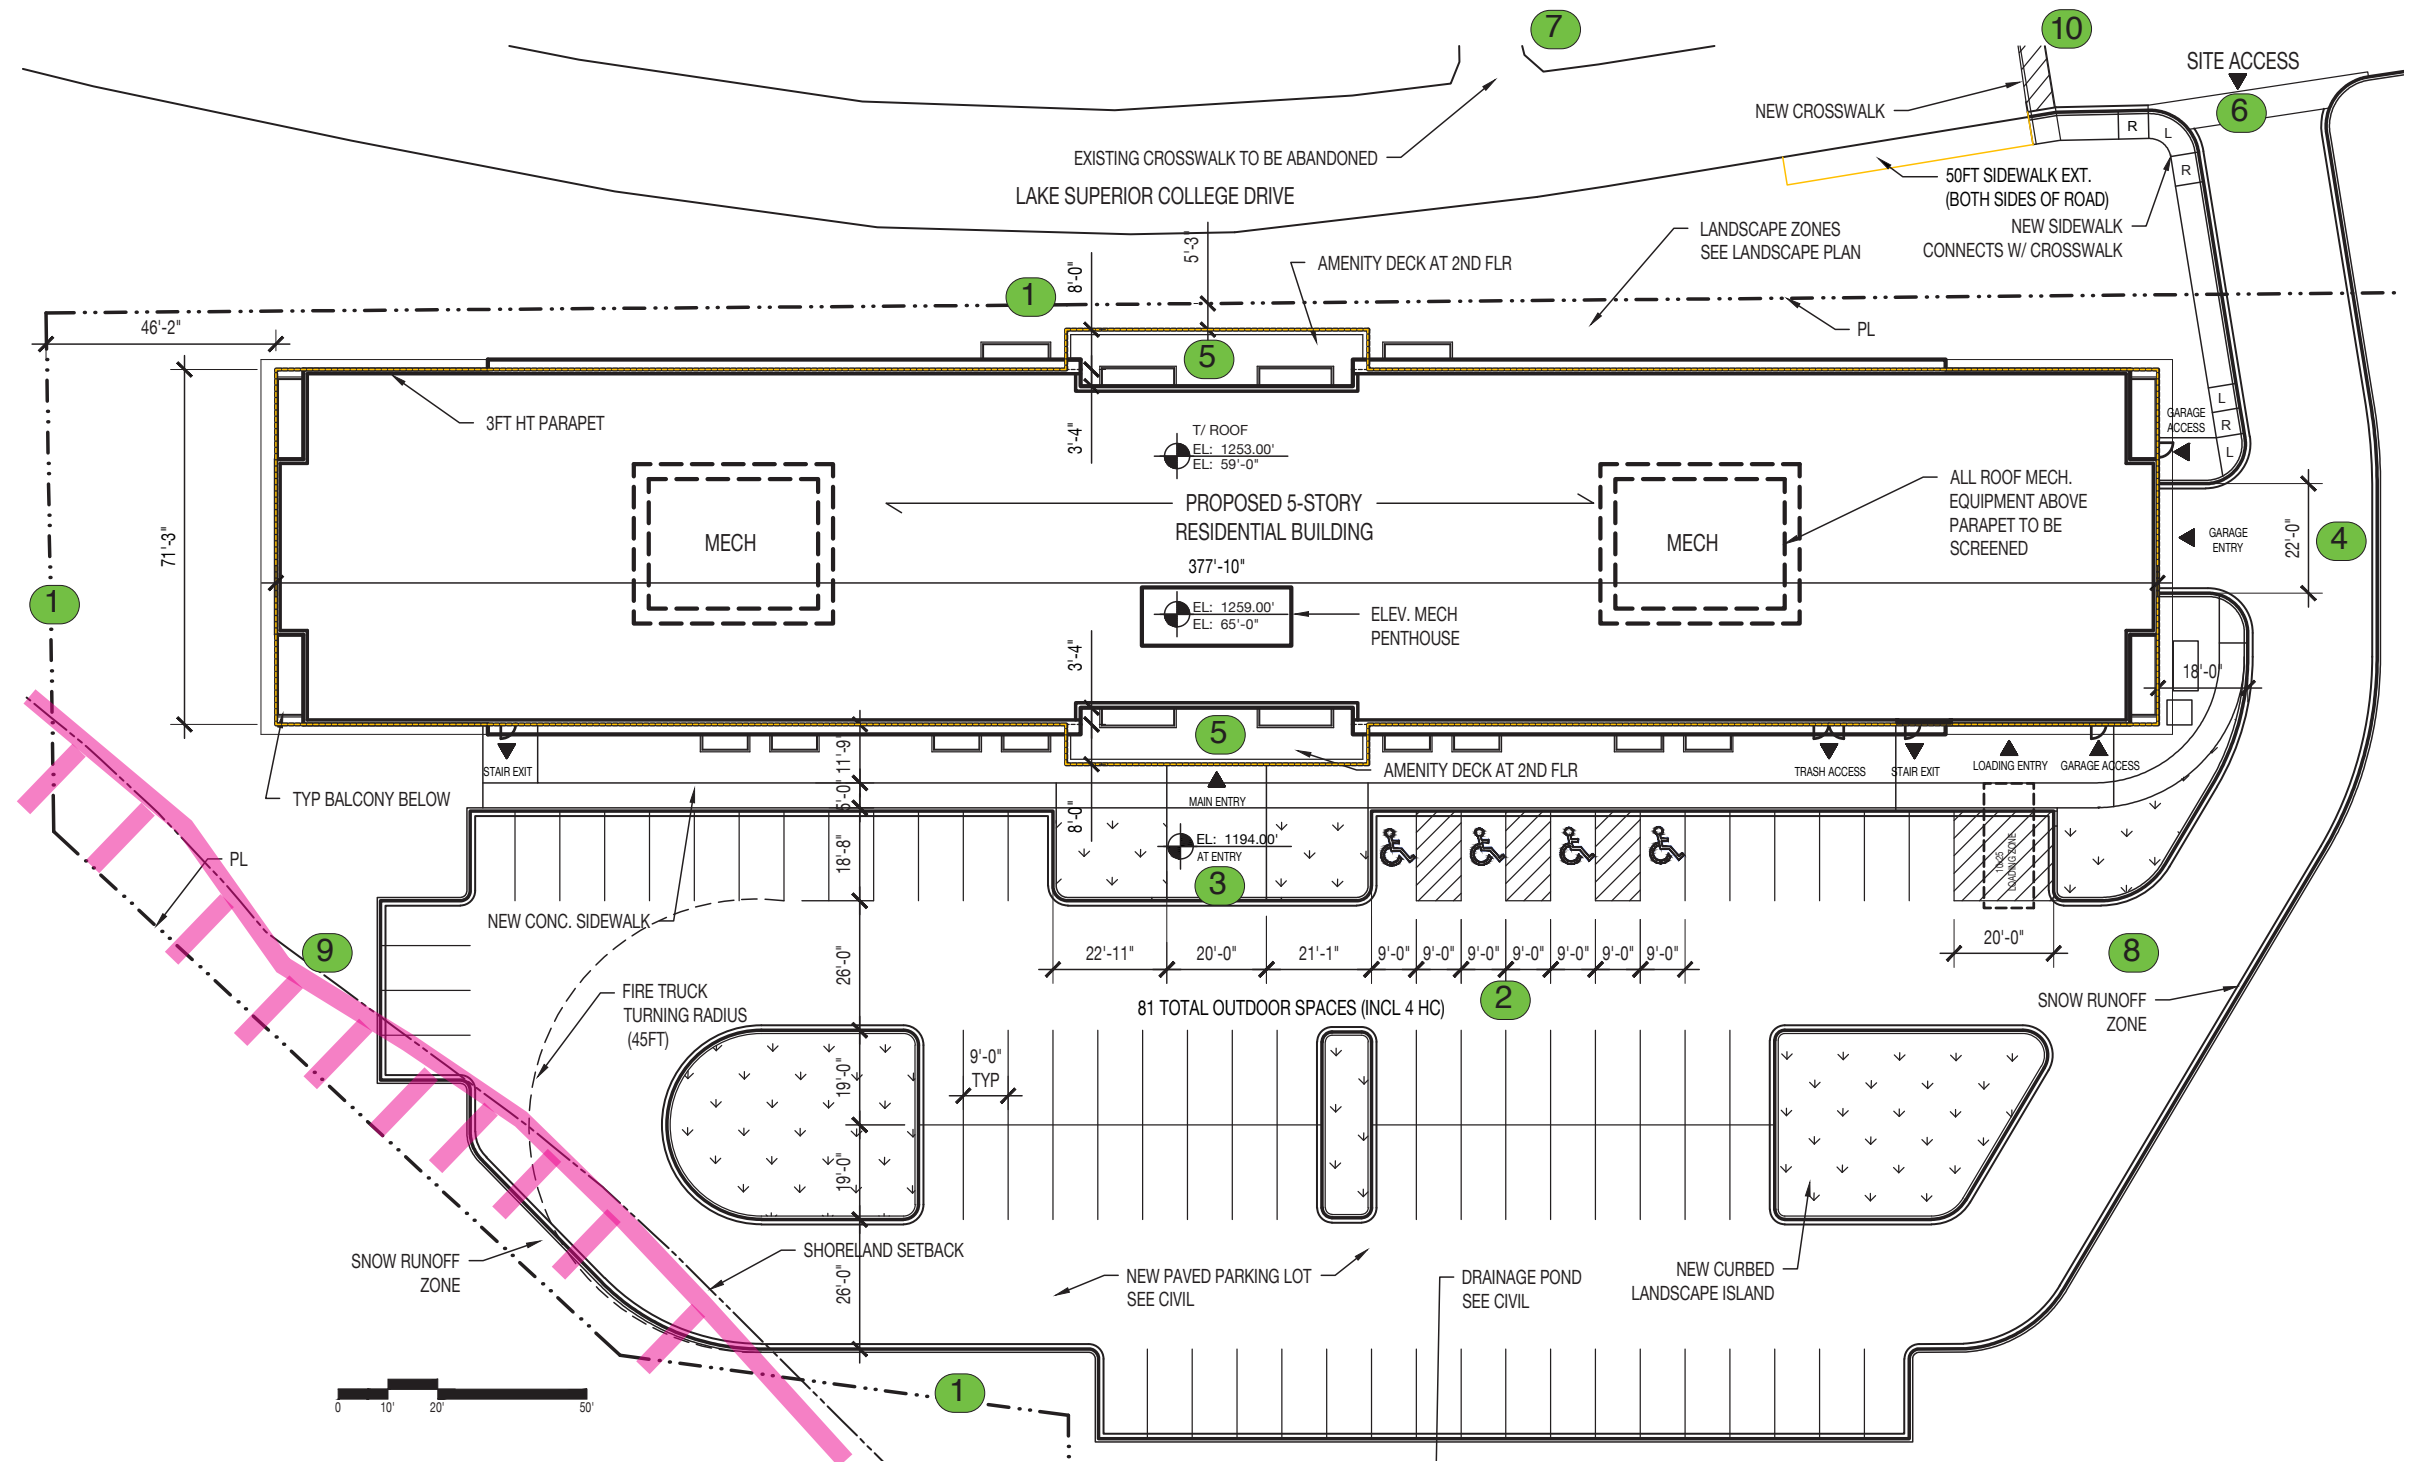 7
10
SITE ACCESS
6
NEW CROSSWALK
R
L
R
EXISTING CROSSWALK TO BE ABANDONED
LAKE SUPERIOR COLLEGE DRIVE
50FT SIDEWALK EXT.
(BOTH SIDES OF ROAD)
NEW SIDEWALK
CONNECTS W/ CROSSWALK
LANDSCAPE ZONES
SEE LANDSCAPE PLAN
5'-3"
8'-0"
AMENITY DECK AT 2ND FLR
1
PL
46'-2"
5
3FT HT PARAPET
3'-4"
T/ ROOF
EL: 1253.00'
EL: 59'-0"
L
R
L
GARAGE
ACCESS
71'-3"
MECH
PROPOSED 5-STORY
RESIDENTIAL BUILDING
377'-10"
MECH
ALL ROOF MECH.
EQUIPMENT ABOVE
PARAPET TO BE
SCREENED
GARAGE
ENTRY
22'-0"
4
1
EL: 1259.00'
EL: 65'-0"
ELEV. MECH
PENTHOUSE
3'-4"
18'-0"
5
STAIR EXIT
11'-9"
AMENITY DECK AT 2ND FLR
TRASH ACCESS
STAIR EXIT
LOADING ENTRY
GARAGE ACCESS
TYP BALCONY BELOW
5'-0"
MAIN ENTRY
8'-0"
EL: 1194.00'
AT ENTRY
3
18'-8"
10x25
LOADING ZONE
PL
NEW CONC. SIDEWALK
9
22'-11"
20'-0"
21'-1"
9'-0"
9'-0"
9'-0"
9'-0"
9'-0"
9'-0"
9'-0"
20'-0"
8
26'-0"
FIRE TRUCK
TURNING RADIUS
(45FT)
81 TOTAL OUTDOOR SPACES (INCL 4 HC)
2
SNOW RUNOFF
ZONE
9'-0"
TYP
19'-0"
19'-0"
SNOW RUNOFF
ZONE
SHORELAND SETBACK
26'-0"
NEW PAVED PARKING LOT
SEE CIVIL
DRAINAGE POND
SEE CIVIL
NEW CURBED
LANDSCAPE ISLAND
1
0
10'
20'
50'